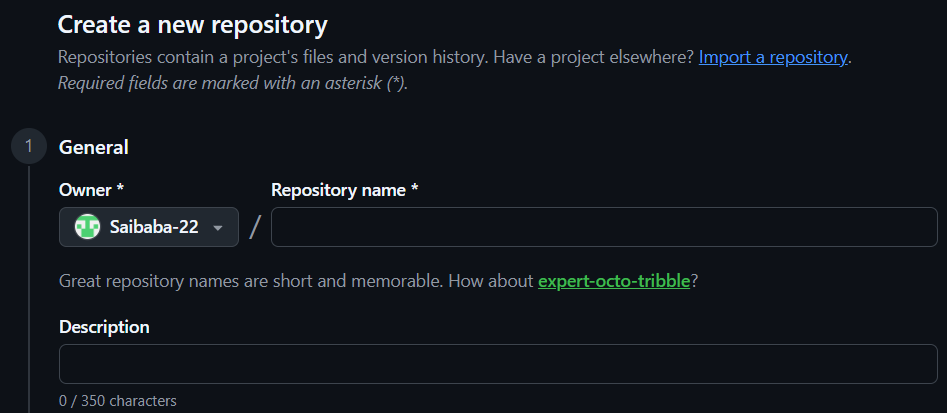 Create a new repository
Repositories contain a project's files and version history. Have a project elsewhere? Import a repository.
Required fields are marked with an asterisk (*).
1 General
Owner * Repository name *
Saibaba-22 /
Great repository names are short and memorable. How about expert-octo-tribble?
Description
0 / 350 characters